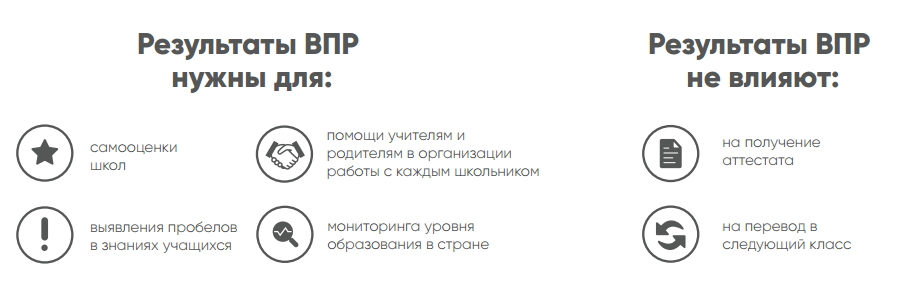 Результаты ВПР
нужны для:
самооценки
школ
помощи учителям и
родителям в организации
работы с каждым школьником
выявления пробелов
в знаниях учащихся
мониторинга уровня
образования в стране
Результаты ВПР
не влияют:
на получение
аттестата
на перевод в
следующий класс